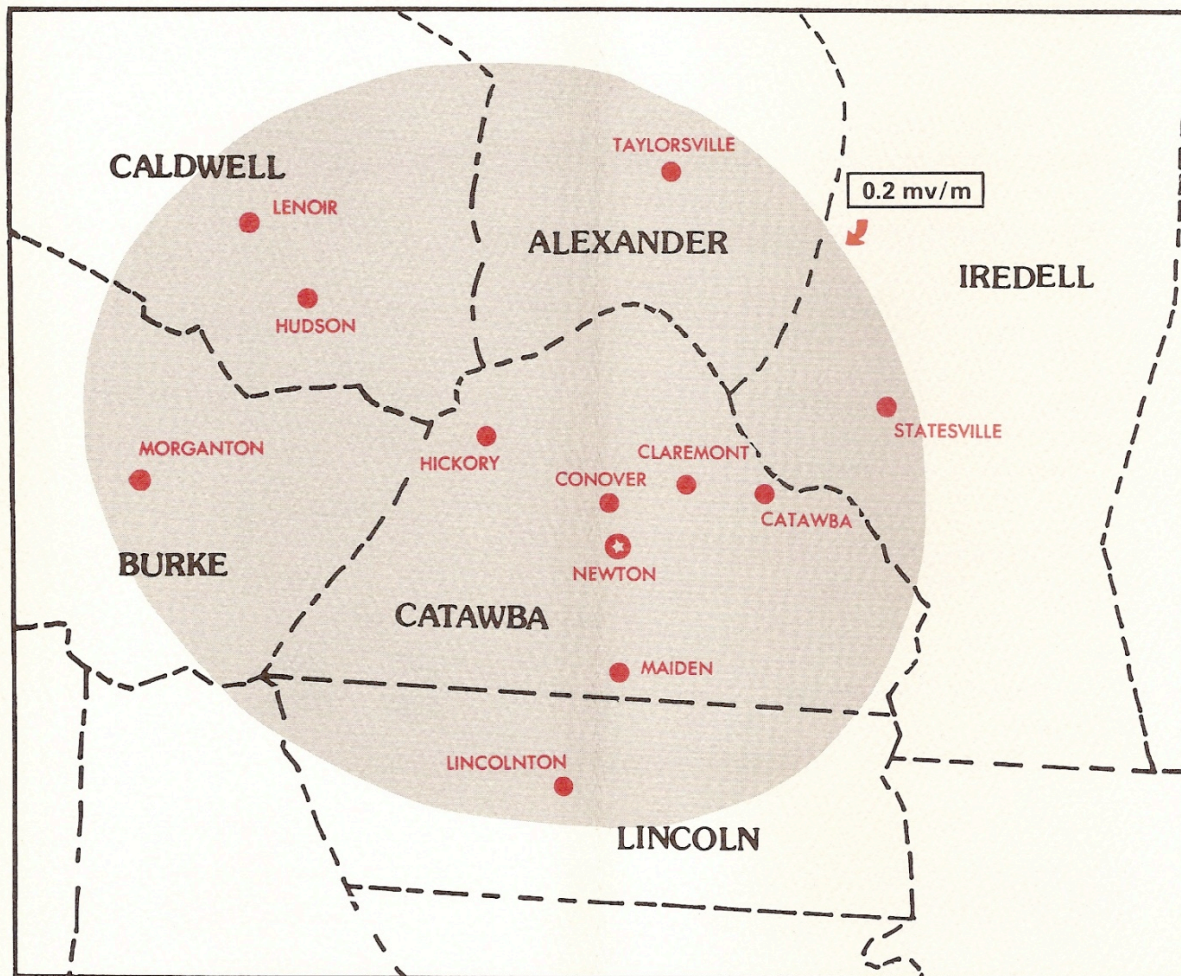 TAYLORSVILLE
CALDWELL
0.2 mv/m
LENOIR
ALEXANDER
IREDELL
HUDSON
STATESVILLE
MORGANTON
HICKORY
CLAREMONT
CONOVER
CATAWBA
BURKE
NEWTON
CATAWBA
MAIDEN
LINCOLNTON
LINCOLN